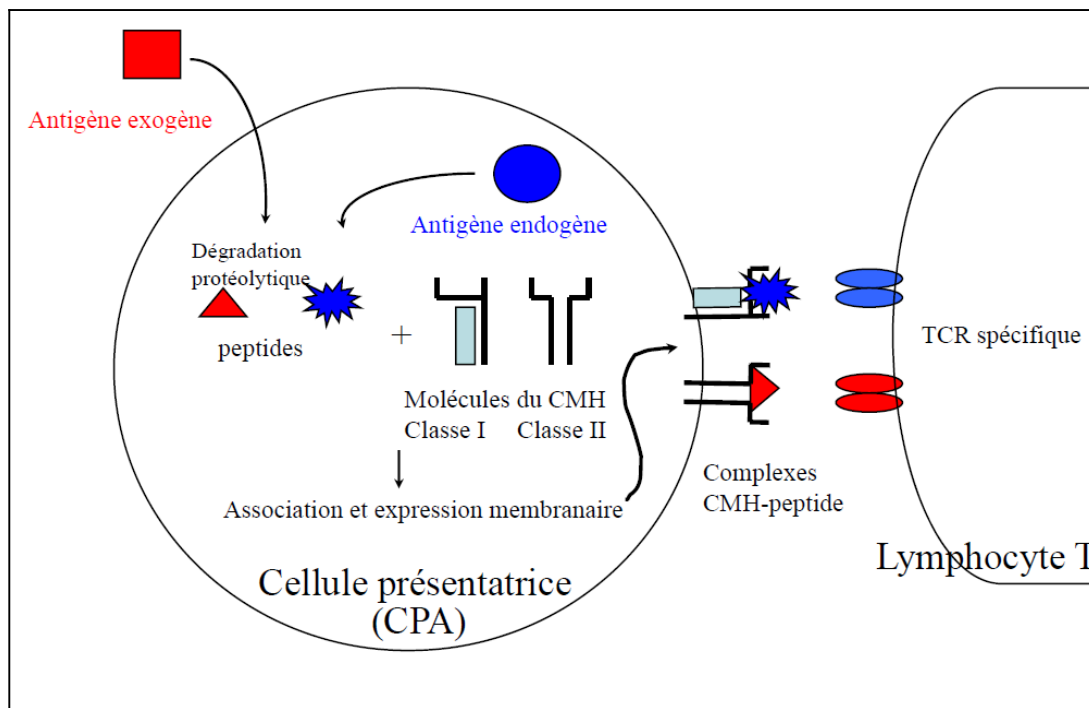 Antigène exogène
Antigène endogène
Dégradation
protéolytique
peptides
+
Molécules du CMH
Classe I Classe II
Association et expression membranaire
Cellule présentatrice
(CPA)
TCR spécifique
Complexes
CMH-peptide
Lymphocyte T